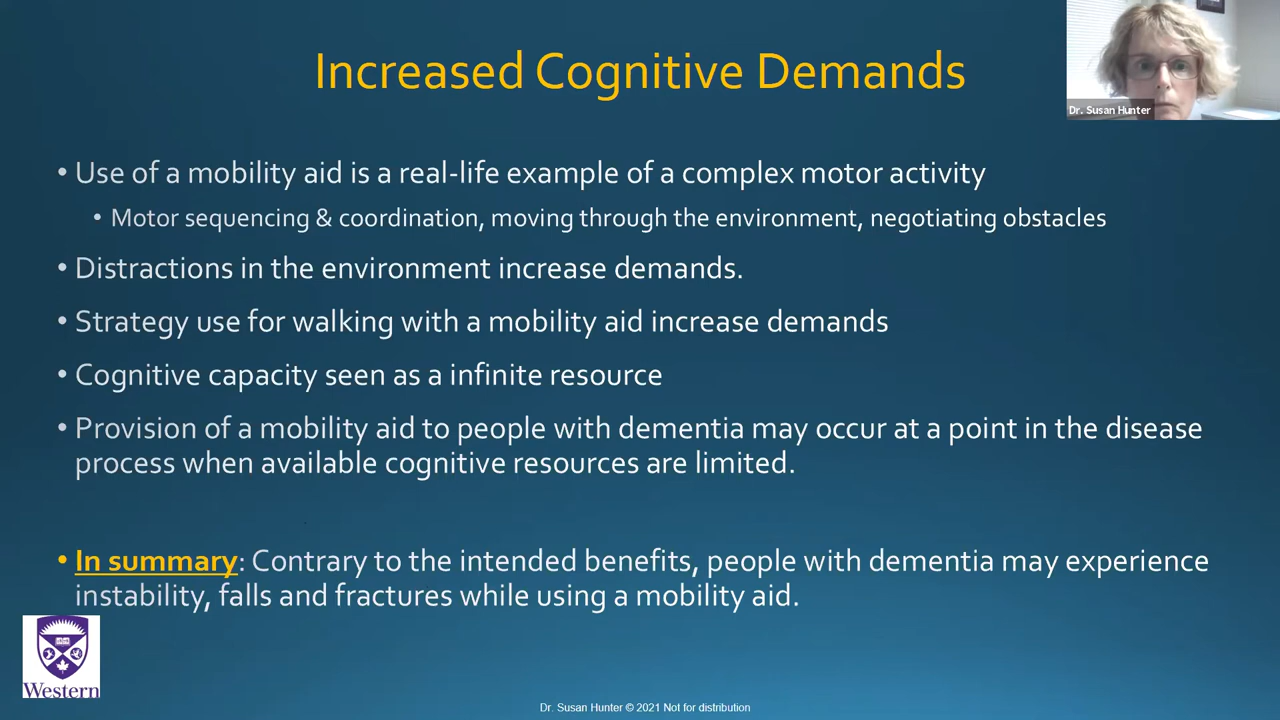 Increased Cognitive Demands
Dr. Susan Hunter
• Use of a mobility aid is a real-life example of a complex motor activity
• Motor sequencing & coordination, moving through the environment, negotiating obstacles
• Distractions in the environment increase demands.
• Strategy use for walking with a mobility aid increase demands
• Cognitive capacity seen as a infinite resource
• Provision of a mobility aid to people with dementia may occur at a point in the disease
process when available cognitive resources are limited.
• In summary: Contrary to the intended benefits, people with dementia may experience
instability, falls and fractures while using a mobility aid.
Western
Dr. Susan Hunter © 2021 Not for distribution